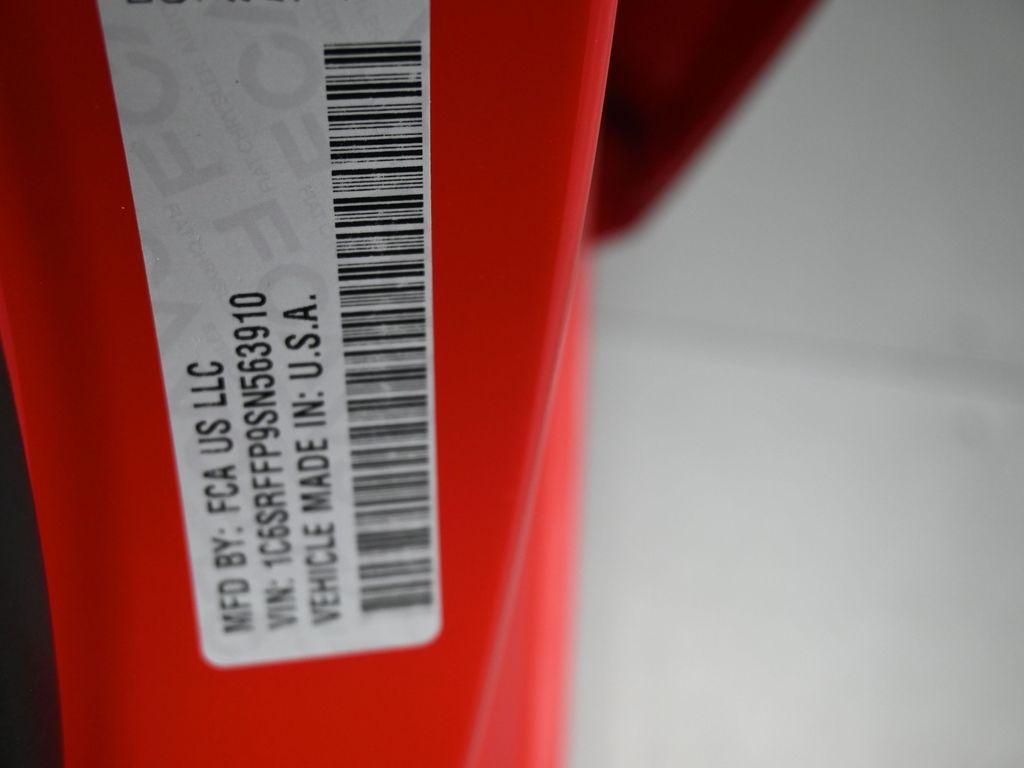 MFD BY: FCA US LLC
VIN: 1C6SRFFP9SN563910
VEHICLE MADE IN: U.S.A.